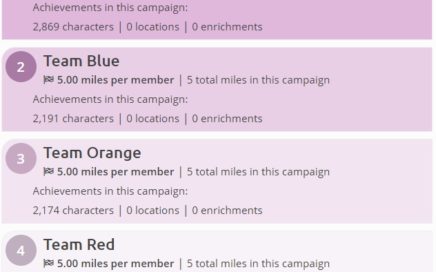 Achievements in this campaign:
2,869 characters | 0 locations | 0 enrichments
2
Team Blue
5.00 miles per member | 5 total miles in this campaign
Achievements in this campaign:
2,191 characters | 0 locations | 0 enrichments
3
Team Orange
5.00 miles per member | 5 total miles in this campaign
Achievements in this campaign:
2,174 characters | 0 locations | 0 enrichments
4
Team Red
5.00 miles per member | 5 total miles in this campaign